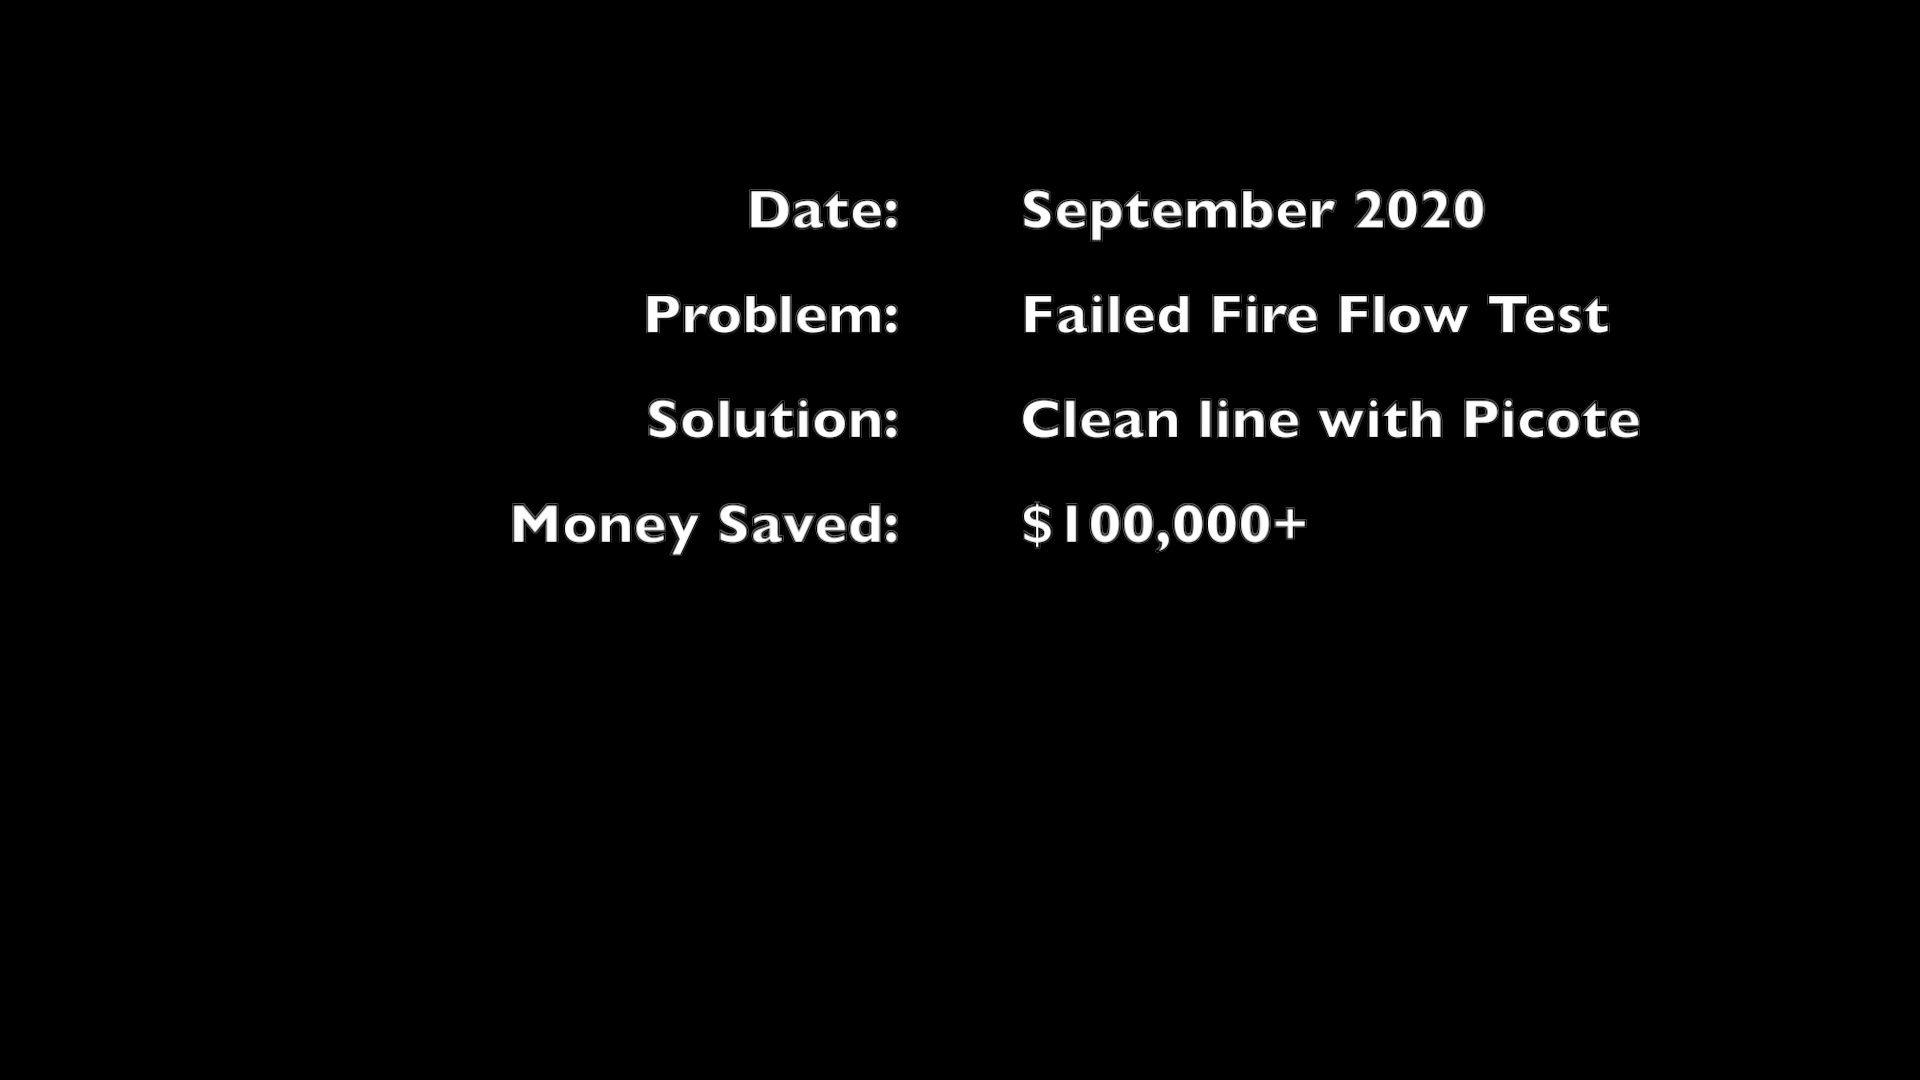 Date: September 2020
Problem: Failed Fire Flow Test
Solution: Clean line with Picote
Money Saved: $100,000+